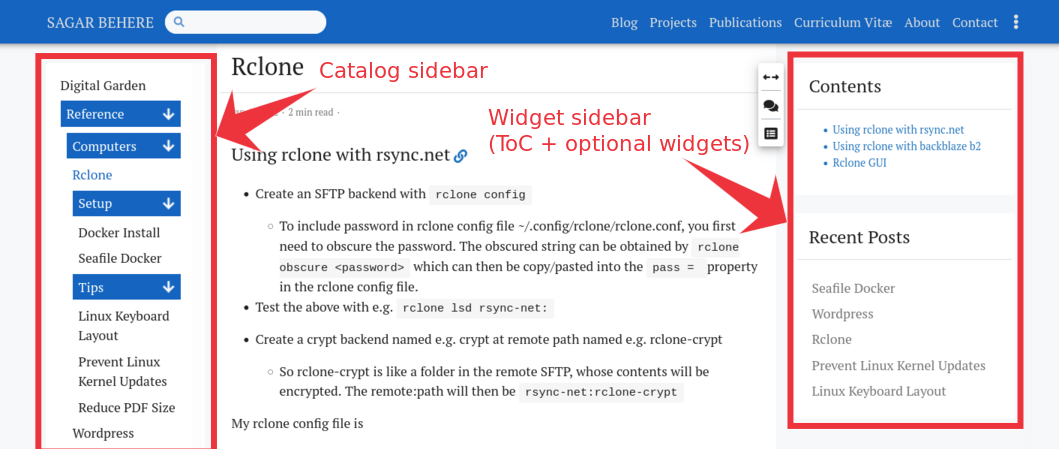 SAGAR BEHERE
Blog Projects Publications Curriculum Vitæ About Contact
Digital Garden
Reference
Computers
Rclone
Setup
Docker Install
Seafile Docker
Tips
Linux Keyboard
Layout
Prevent Linux
Kernel Updates
Reduce PDF Size
Wordpress
Rclone
Catalog sidebar
· 2 min read ·
Widget sidebar
(ToC + optional widgets)
Using rclone with rsync.net
• Create an SFTP backend with rclone config
◦ To include password in rclone config file ~/.config/rclone/rclone.conf, you first
need to obscure the password. The obscured string can be obtained by rclone
obscure <password> which can then be copy/pasted into the pass = property
in the rclone config file.
• Test the above with e.g. rclone lsd rsync-net:
• Create a crypt backend named e.g. crypt at remote path named e.g. rclone-crypt
◦ So rclone-crypt is like a folder in the remote SFTP, whose contents will be
encrypted. The remote:path will then be rsync-net:rclone-crypt
My rclone config file is
Contents
• Using rclone with rsync.net
• Using rclone with backblaze b2
• Rclone GUI
Recent Posts
Seafile Docker
Wordpress
Rclone
Prevent Linux Kernel Updates
Linux Keyboard Layout